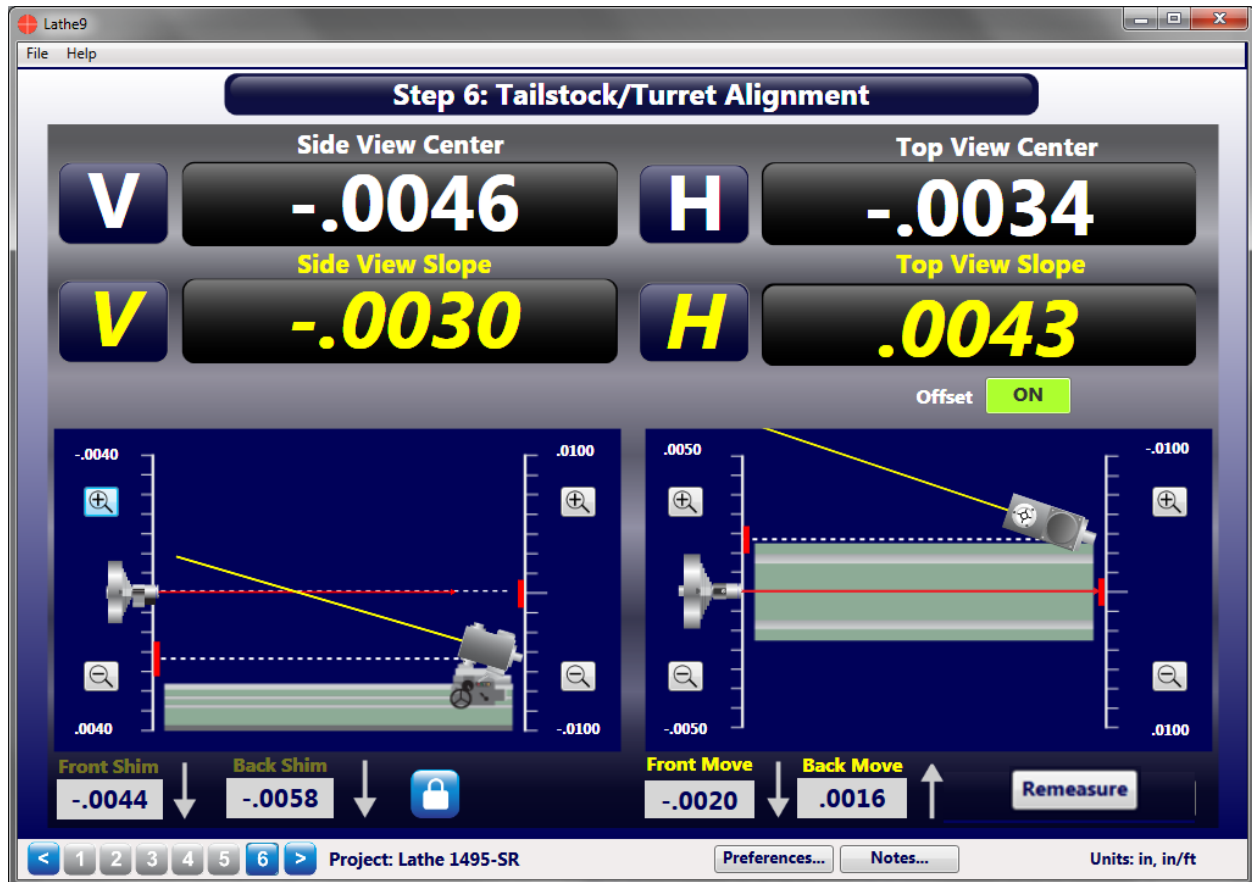 Lathe9
File Help
Step 6: Tailstock/Turret Alignment
Side View Center
V -.0046
Side View Slope
V -.0030
Top View Center
H -.0034
Top View Slope
H .0043
Offset ON
-.0040 .0100
.0040 -.0100
.0050 -.0100
-.0050 .0100
Front Shim Back Shim
-.0044 -.0058
Front Move Back Move
-.0020 .0016
Remeasure
< 1 2 3 4 5 6 > Project: Lathe 1495-SR Preferences... Notes... Units: in, in/ft